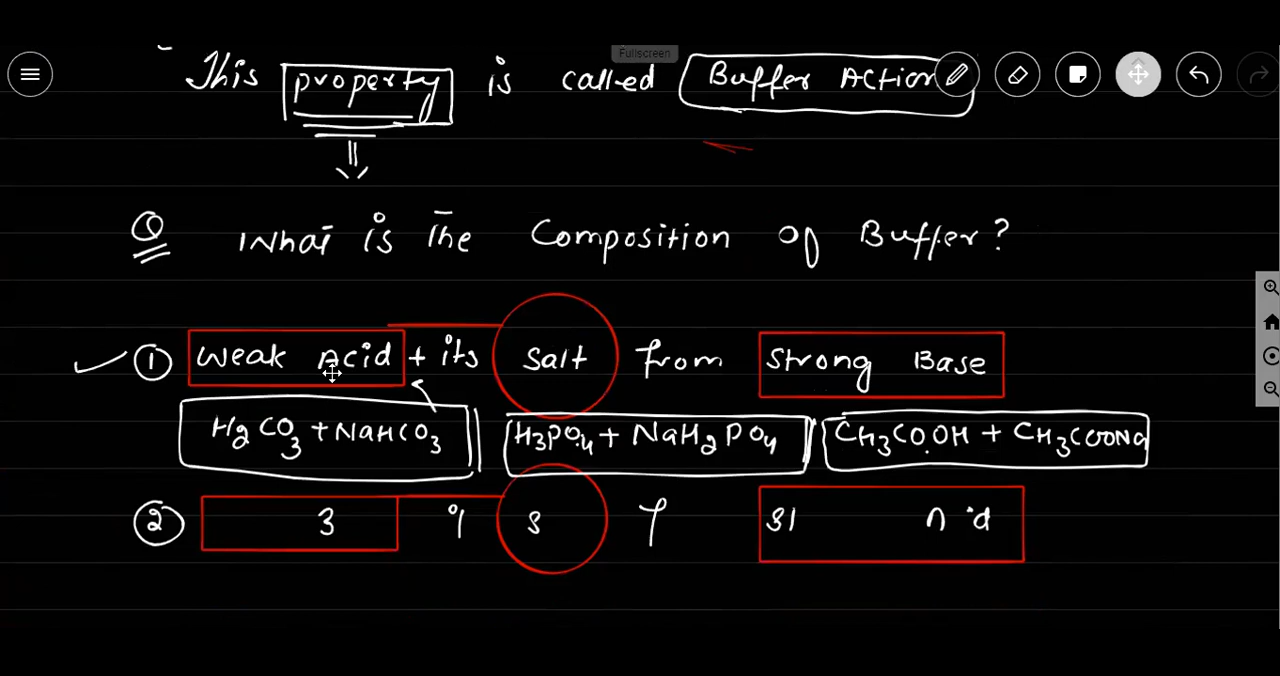 Fullscreen
This property is called Buffer Action
Q What is The Composition Of Buffer?
① Weak Acid + its Salt from Strong Base
H₂CO₃ + NaHCO₃ H₃PO₄ + NaH₂PO₄ CH₃COOH + CH₃COONa
②